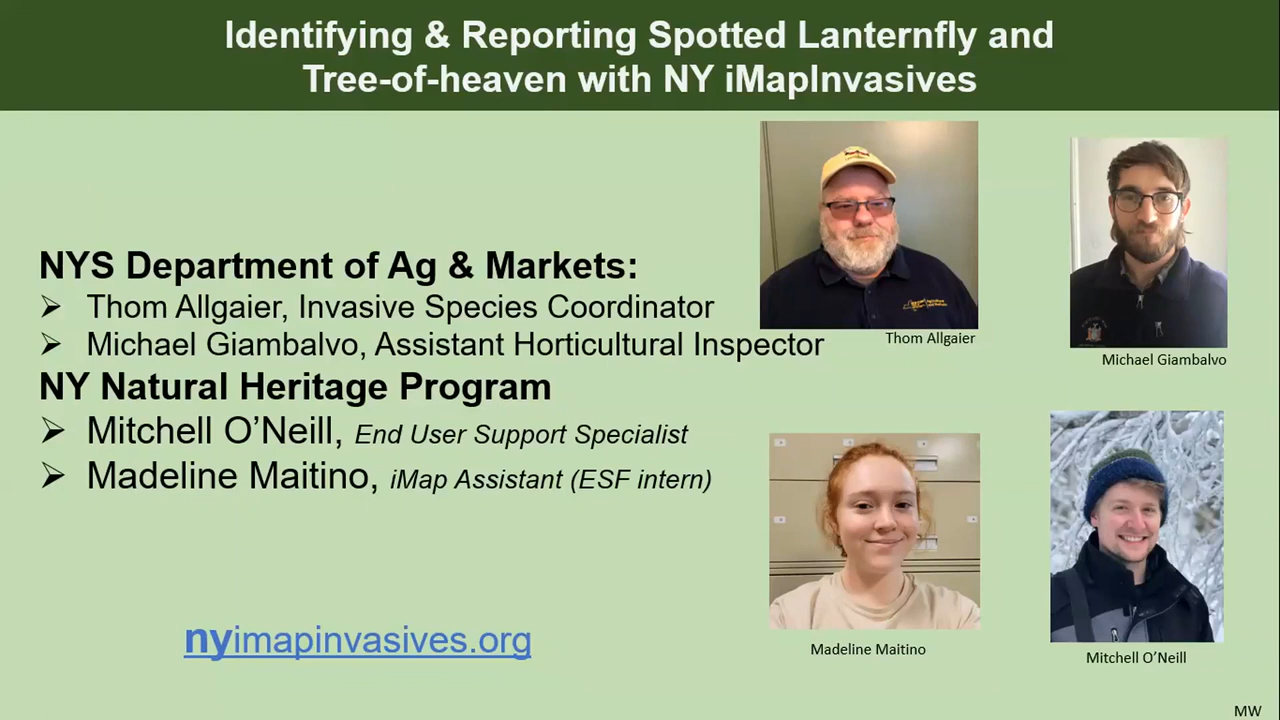 Identifying & Reporting Spotted Lanternfly and
Tree-of-heaven with NY iMapInvasives
NYS Department of Ag & Markets:
➢ Thom Allgaier, Invasive Species Coordinator
➢ Michael Giambalvo, Assistant Horticultural Inspector
NY Natural Heritage Program
➢ Mitchell O’Neill, End User Support Specialist
➢ Madeline Maitino, iMap Assistant (ESF intern)
nyimapinvasives.org
Thom Allgaier
Michael Giambalvo
Madeline Maitino
Mitchell O’Neill
MW